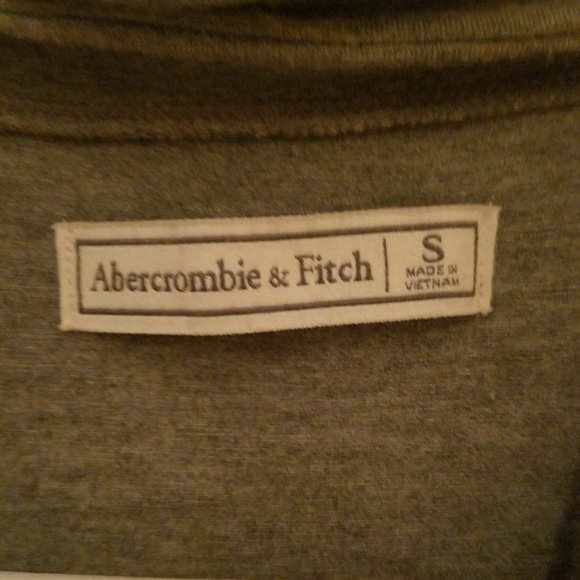 Abercrombie & Fitch
S
MADE IN
VIETNAM